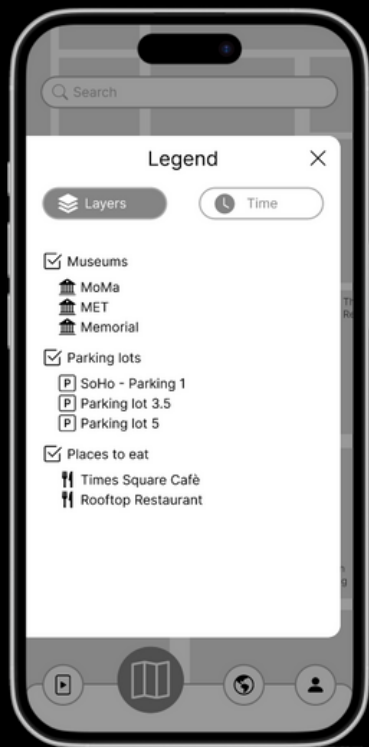 Search
Legend
Layers
Time
Museums
MoMa
MET
Memorial
Parking lots
P SoHo - Parking 1
P Parking lot 3.5
P Parking lot 5
Places to eat
Times Square Cafè
Rooftop Restaurant